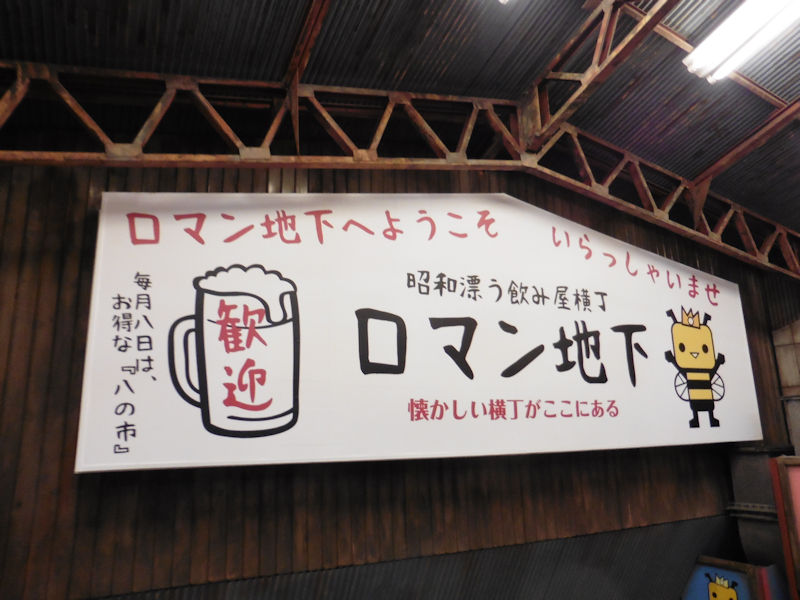 ロマン地下へようこそ
いらっしゃいませ
毎月八日は、
お得な『八の市』
歓迎
昭和漂う飲み屋横丁
ロマン地下
懐かしい横丁がここにある